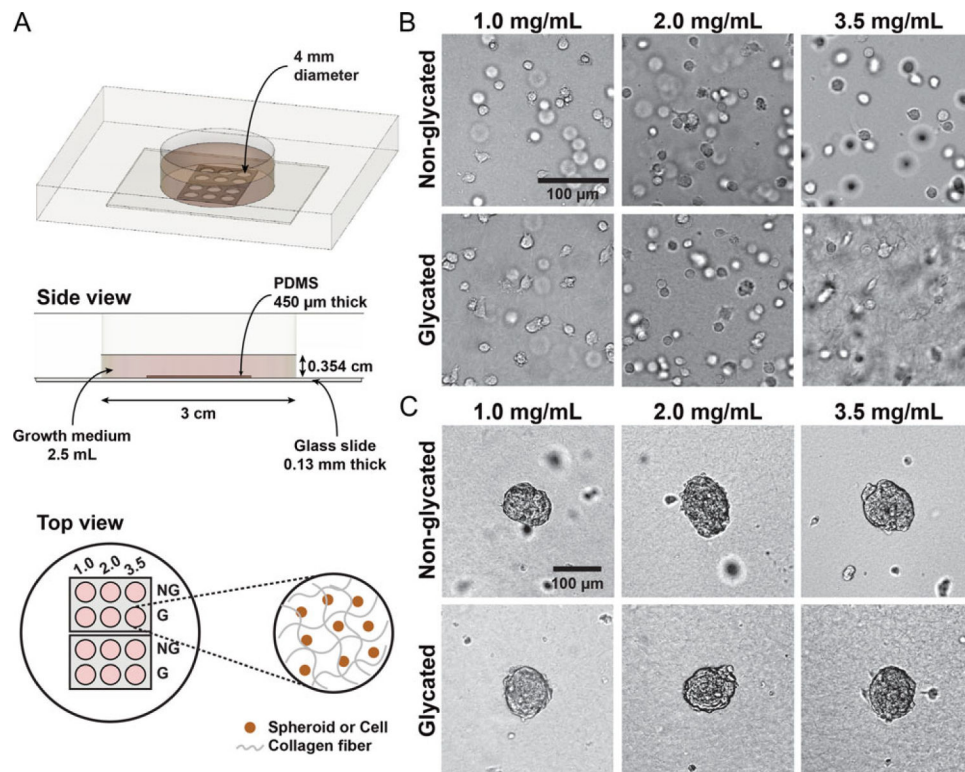 A
4 mm
diameter
Side view
PDMS
450 µm thick
0.354 cm
3 cm
Growth medium
2.5 mL
Glass slide
0.13 mm thick
Top view
1.0 2.0 3.5
NG
G
NG
G
Spheroid or Cell
Collagen fiber
B
1.0 mg/mL 2.0 mg/mL 3.5 mg/mL
Non-glycated
100 µm
Glycated
C
1.0 mg/mL 2.0 mg/mL 3.5 mg/mL
Non-glycated
100 µm
Glycated